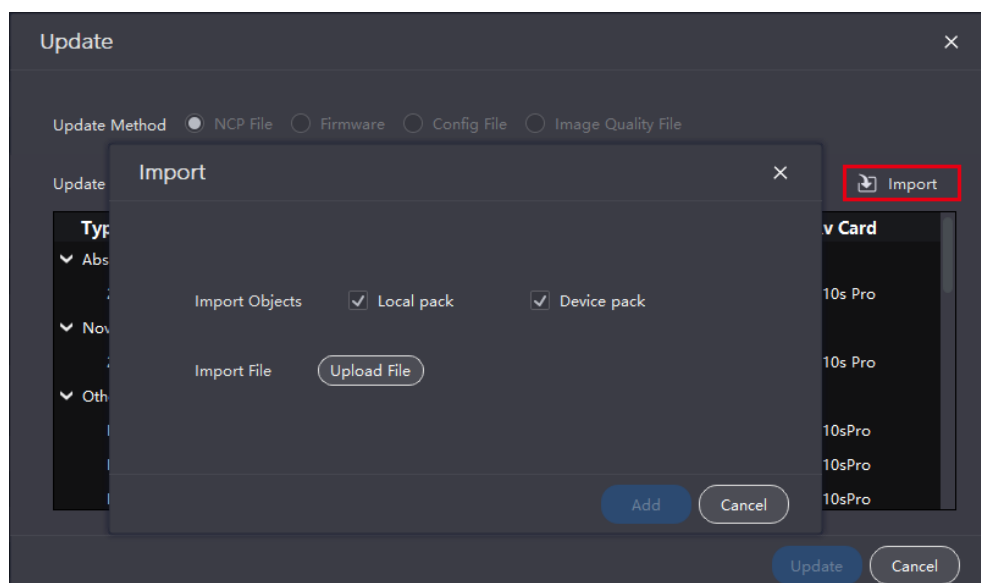 Update
Update Method NCP File Firmware Config File Image Quality File
Import
Update
Import
Typ
v Card
Abs
Import Objects Local pack Device pack
10s Pro
Nov
Import File Upload File
10s Pro
Oth
10sPro
10sPro
10sPro
Add Cancel
Update Cancel